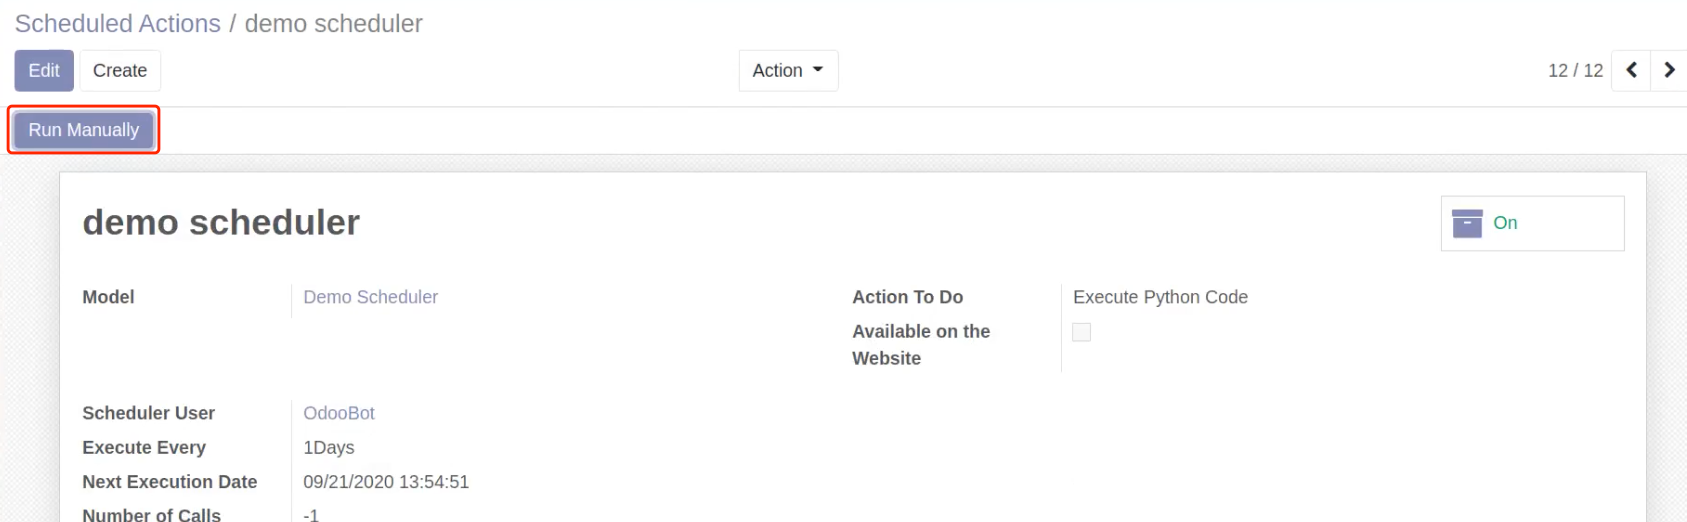 Scheduled Actions / demo scheduler
Edit Create Action 12 / 12
Run Manually
demo scheduler
On
Model Demo Scheduler Action To Do Execute Python Code
Available on the
Website
Scheduler User OdooBot
Execute Every 1Days
Next Execution Date 09/21/2020 13:54:51
Number of Calls -1